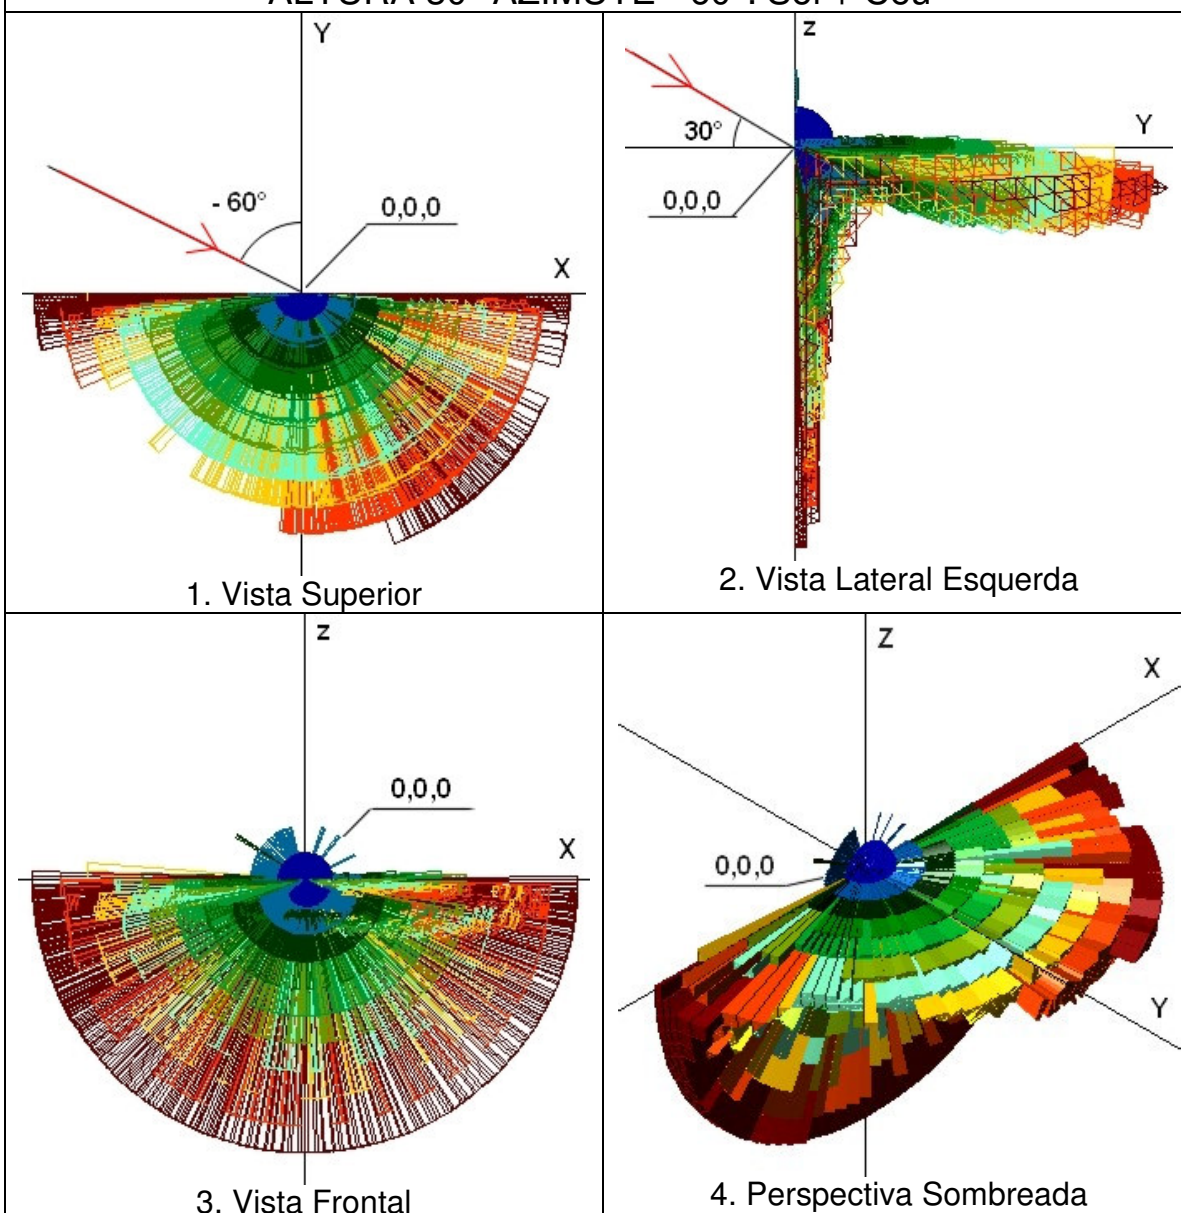 Y
- 60°
0,0,0
X
1. Vista Superior
z
30°
Y
0,0,0
2. Vista Lateral Esquerda
z
0,0,0
X
3. Vista Frontal
Z
X
0,0,0
Y
4. Perspectiva Sombreada